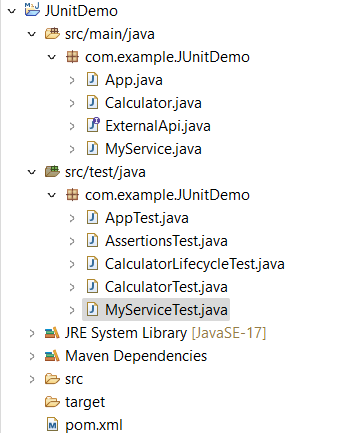 JUnitDemo
src/main/java
com.example.JUnitDemo
App.java
Calculator.java
ExternalApi.java
MyService.java
src/test/java
com.example.JUnitDemo
AppTest.java
AssertionsTest.java
CalculatorLifecycleTest.java
CalculatorTest.java
MyServiceTest.java
JRE System Library [JavaSE-17]
Maven Dependencies
src
target
pom.xml